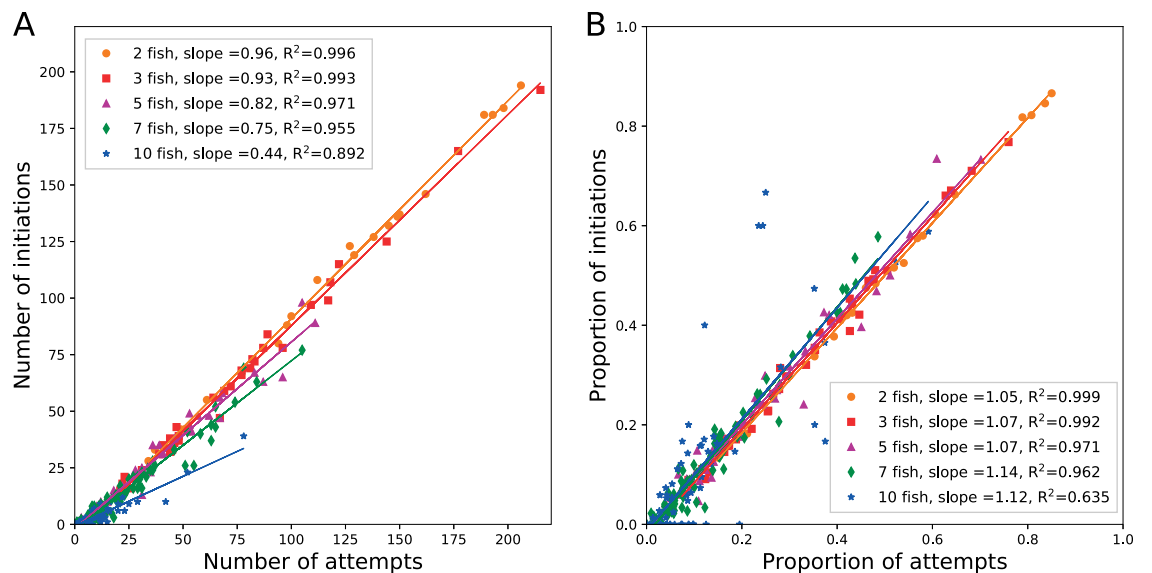 A
2 fish, slope =0.96, R²=0.996
3 fish, slope =0.93, R²=0.993
5 fish, slope =0.82, R²=0.971
7 fish, slope =0.75, R²=0.955
10 fish, slope =0.44, R²=0.892
Number of initiations
200
175
150
125
100
75
50
25
0
0 25 50 75 100 125 150 175 200
Number of attempts
B
Proportion of initiations
1.0
0.8
0.6
0.4
0.2
0.0
2 fish, slope =1.05, R²=0.999
3 fish, slope =1.07, R²=0.992
5 fish, slope =1.07, R²=0.971
7 fish, slope =1.14, R²=0.962
10 fish, slope =1.12, R²=0.635
0.0 0.2 0.4 0.6 0.8 1.0
Proportion of attempts